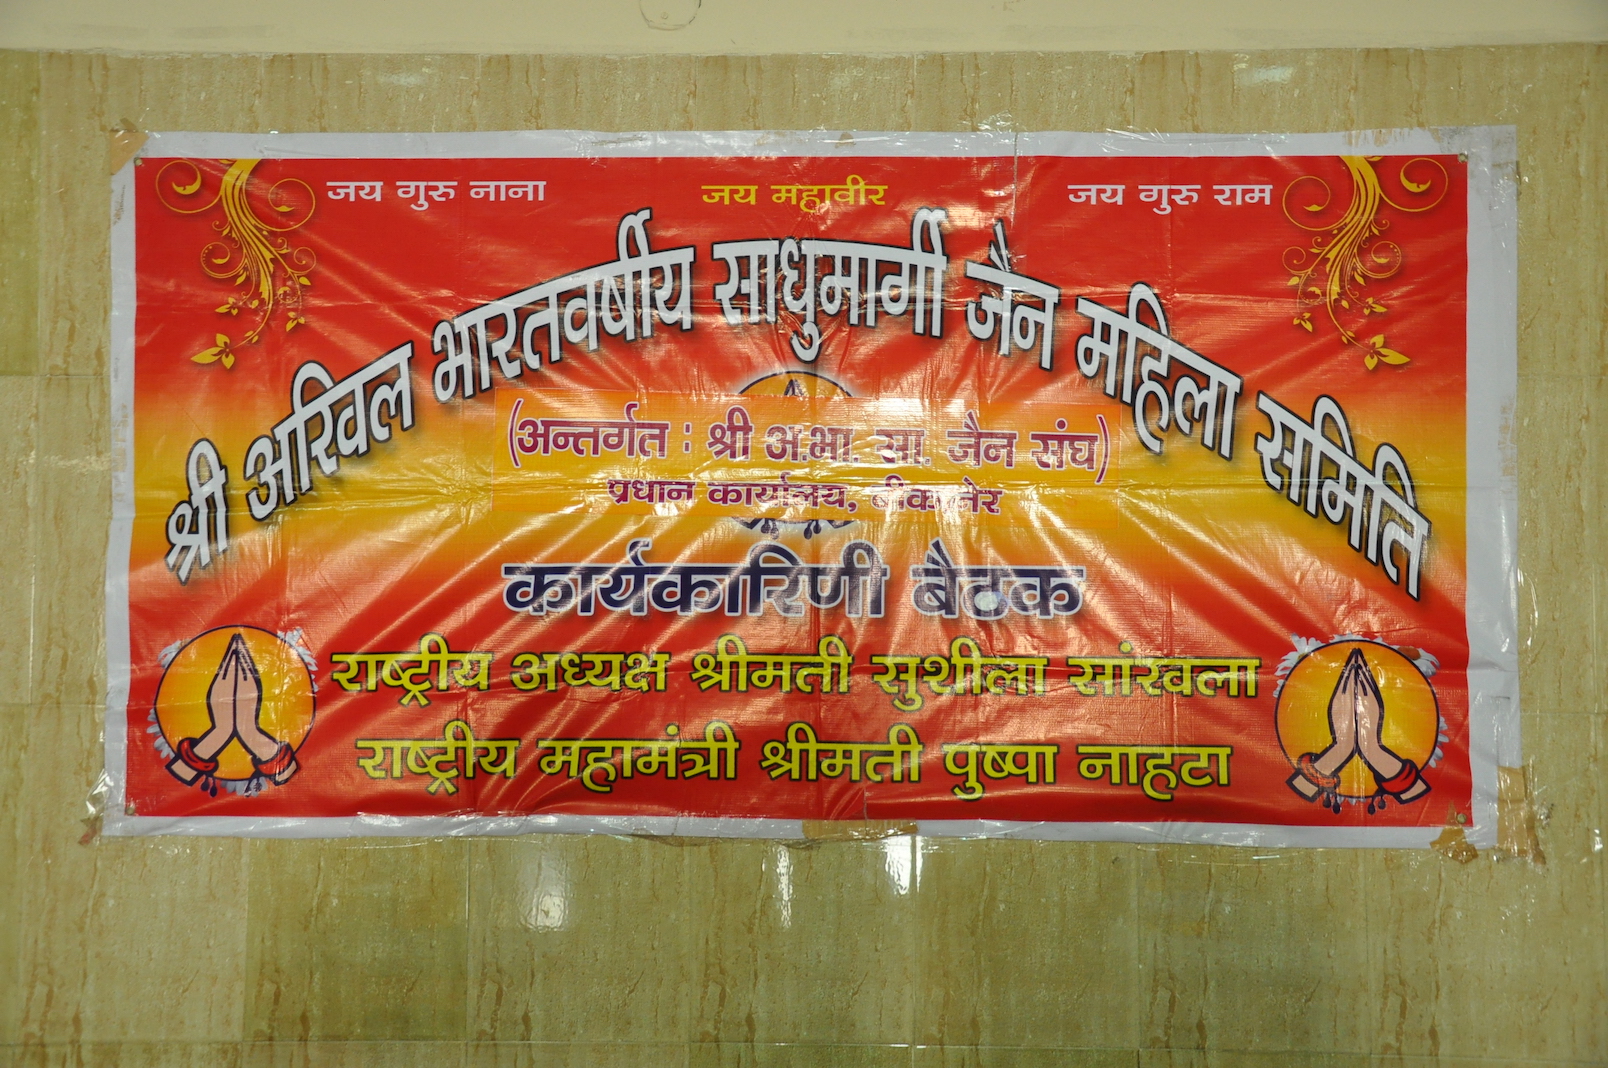 जय गुरु नाना जय महावीर जय गुरु राम
श्री अखिल भारतवर्षीय साधुमार्गी जैन महिला समिति
(अन्तर्गत : श्री अ.भा. सा. जैन संघ)
प्रधान कार्यालय, बीकानेर
कार्यकारिणी बैठक
राष्ट्रीय अध्यक्ष श्रीमती सुशीला सांखला
राष्ट्रीय महामंत्री श्रीमती पुष्पा नाहटा